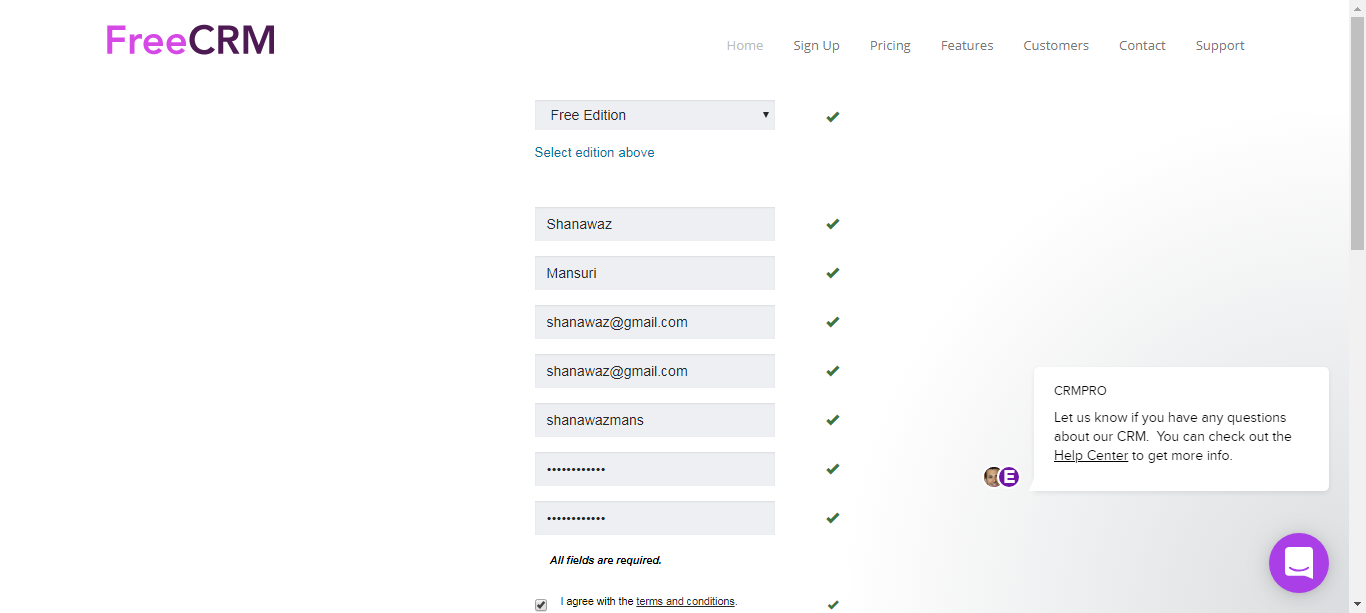 FreeCRM
Home Sign Up Pricing Features Customers Contact Support
Free Edition
Select edition above
Shanawaz
Mansuri
shanawaz@gmail.com
shanawaz@gmail.com
shanawazmans
••••••••••••
••••••••••••
All fields are required.
I agree with the terms and conditions.
CRMPRO
Let us know if you have any questions
about our CRM.  You can check out the
Help Center to get more info.
E